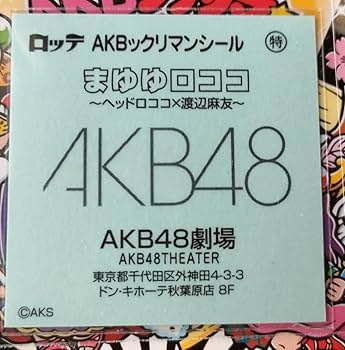 ロッテ AKBックリマンシール 特
まゆゆロココ
～ヘッドロココ×渡辺麻友～
AKB48
AKB48劇場
AKB48THEATER
東京都千代田区外神田4-3-3
ドン・キホーテ秋葉原店 8F
©AKS